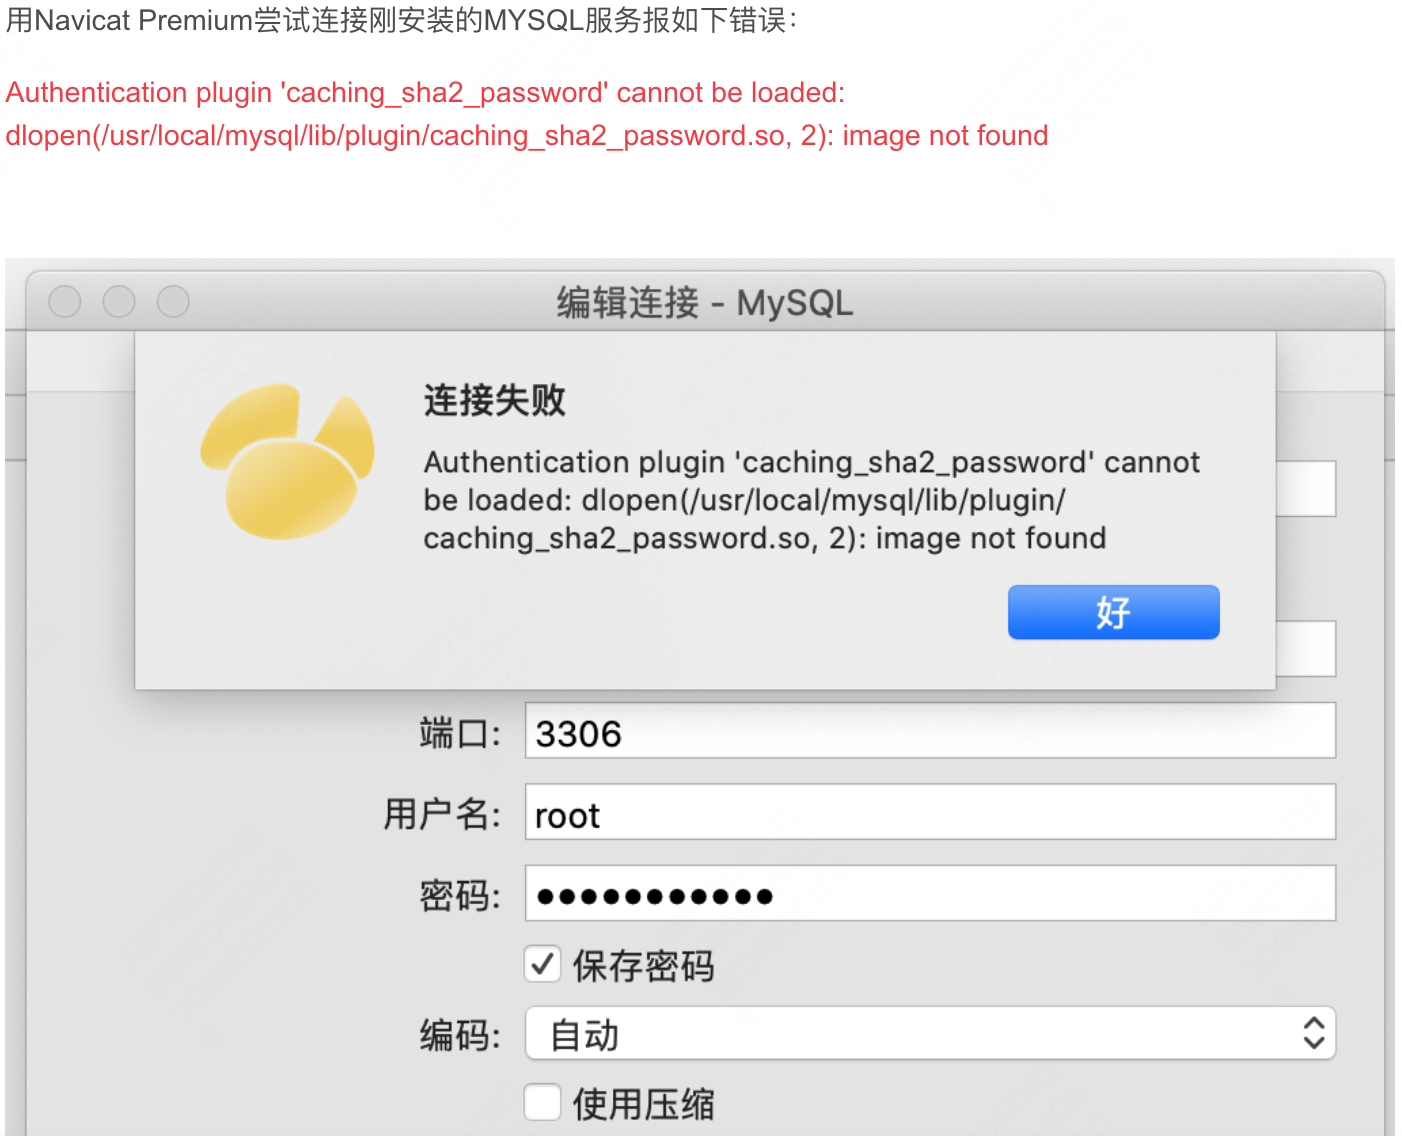 用Navicat Premium尝试连接刚安装的MYSQL服务报如下错误：
Authentication plugin 'caching_sha2_password' cannot be loaded:
dlopen(/usr/local/mysql/lib/plugin/caching_sha2_password.so, 2): image not found
编辑连接 - MySQL
连接失败
Authentication plugin 'caching_sha2_password' cannot
be loaded: dlopen(/usr/local/mysql/lib/plugin/
caching_sha2_password.so, 2): image not found
好
端口: 3306
用户名: root
密码: ●●●●●●●●●●●
保存密码
编码: 自动
使用压缩